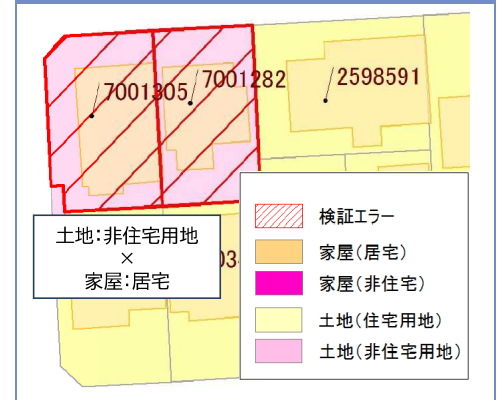 7001305
7001282
2598591
土地:非住宅用地
×
家屋:居宅
検証エラー
家屋(居宅)
家屋(非住宅)
土地(住宅用地)
土地(非住宅用地)